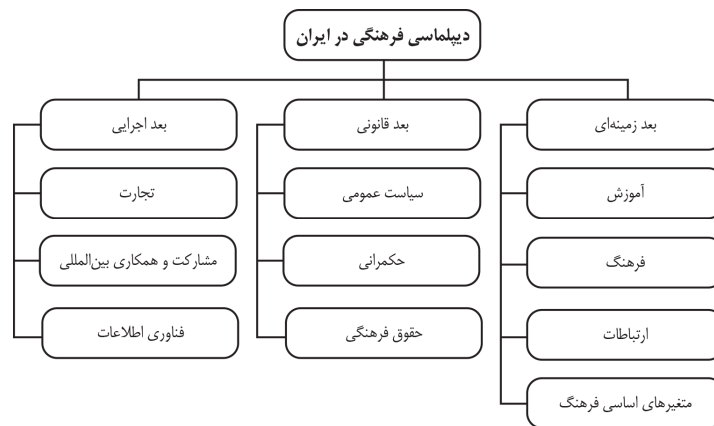 دیپلماسی فرهنگی در ایران
بعد زمینه‌ای
آموزش
فرهنگ
ارتباطات
متغیرهای اساسی فرهنگ
بعد قانونی
سیاست عمومی
حکمرانی
حقوق فرهنگی
بعد اجرایی
تجارت
مشارکت و همکاری بین‌المللی
فناوری اطلاعات